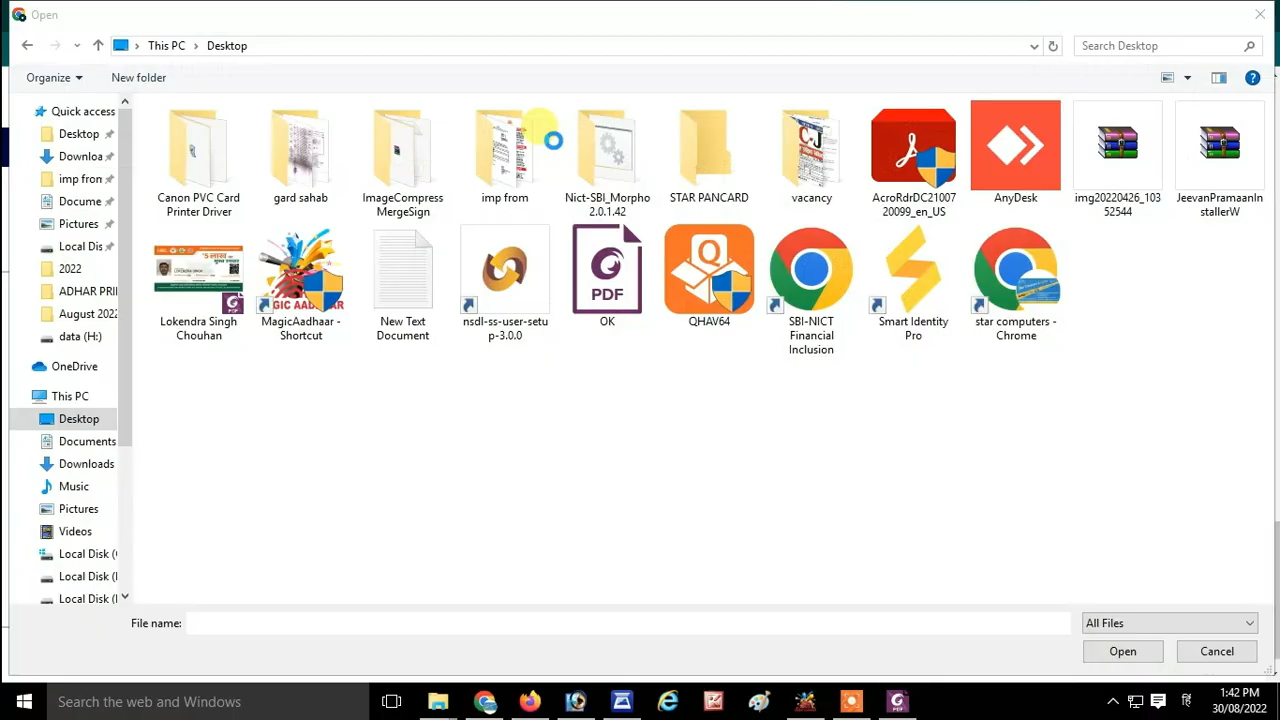 Open
This PC
Desktop
Search Desktop
Organize
New folder
Quick access
Desktop
Downloa
imp fron
Docume
Pictures
Local Dis
2022
ADHAR PRI
August 2022
data (H:)
OneDrive
This PC
Desktop
Documents
Downloads
Music
Pictures
Videos
Local Disk (
Local Disk (
Local Disk (
Canon PVC Card
Printer Driver
gard sahab
ImageCompress
MergeSign
imp from
Nict-SBI_Morpho
2.0.1.42
STAR PANCARD
vacancy
AcroRdrDC21007
20099_en_US
AnyDesk
img20220426_103
52544
JeevanPramaanIn
stallerW
Lokendra Singh
Chouhan
MagicAadhaar -
Shortcut
New Text
Document
nsdl-ss-user-setu
p-3.0.0
PDF
OK
QHAV64
SBI-NICT
Financial
Inclusion
Smart Identity
Pro
star computers -
Chrome
File name:
All Files
Open
Cancel
Search the web and Windows
हि
1:42 PM
30/08/2022